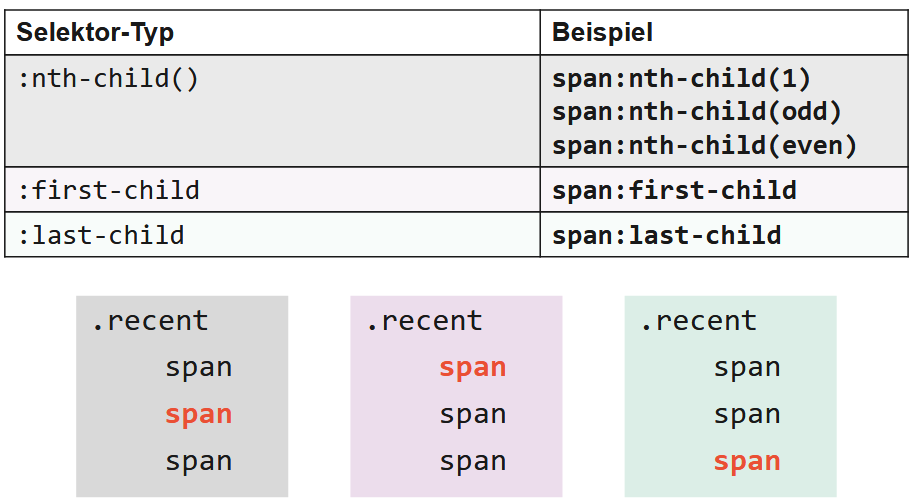 Selektor-Typ Beispiel
:nth-child() span:nth-child(1)
span:nth-child(odd)
span:nth-child(even)
:first-child span:first-child
:last-child span:last-child
.recent
span
span
span
.recent
span
span
span
.recent
span
span
span